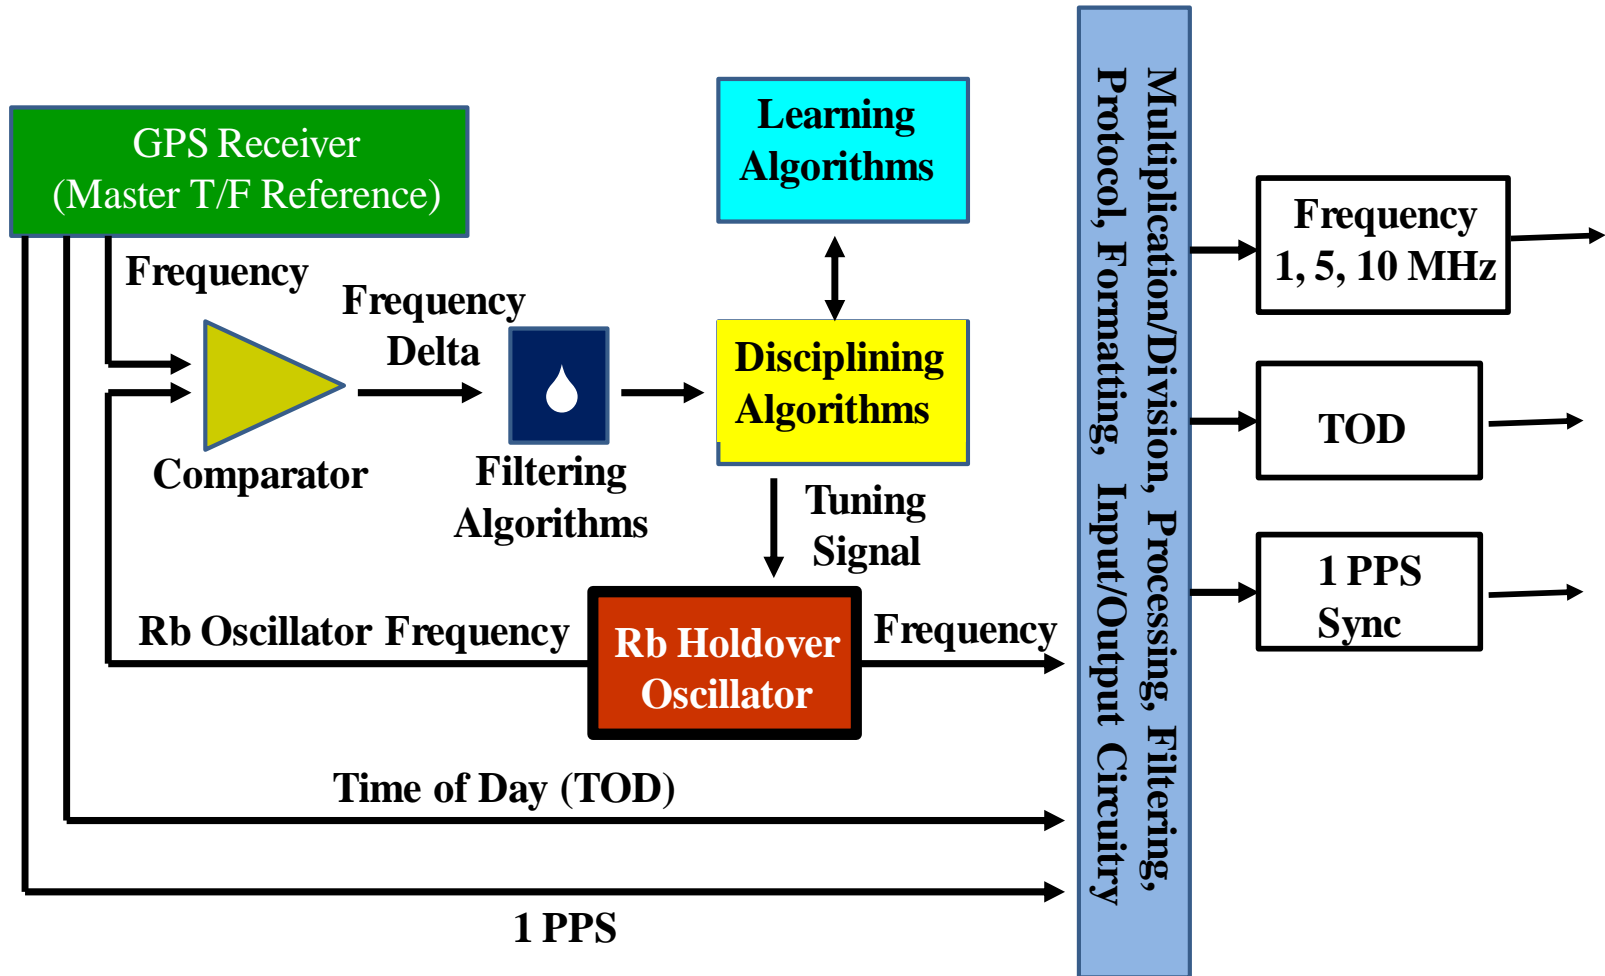 GPS Receiver
(Master T/F Reference)
Learning
Algorithms
Frequency
Frequency
Delta
Disciplining
Algorithms
Comparator
Filtering
Algorithms
Tuning
Signal
Rb Oscillator Frequency
Rb Holdover
Oscillator
Frequency
Time of Day (TOD)
1 PPS
Multiplication/Division, Processing, Filtering,
Protocol, Formatting, Input/Output Circuitry
Frequency
1, 5, 10 MHz
TOD
1 PPS
Sync